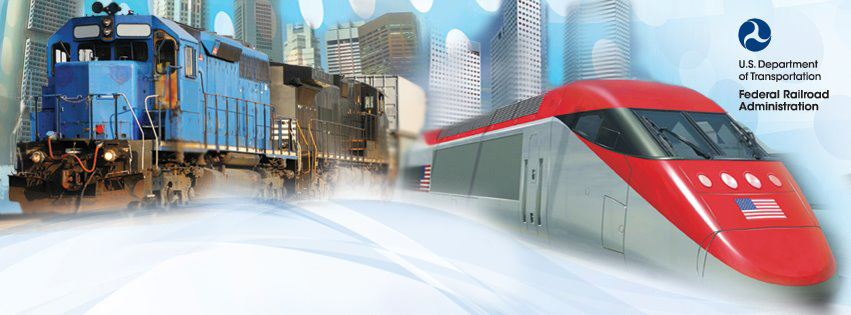 U.S. Department
of Transportation
Federal Railroad
Administration